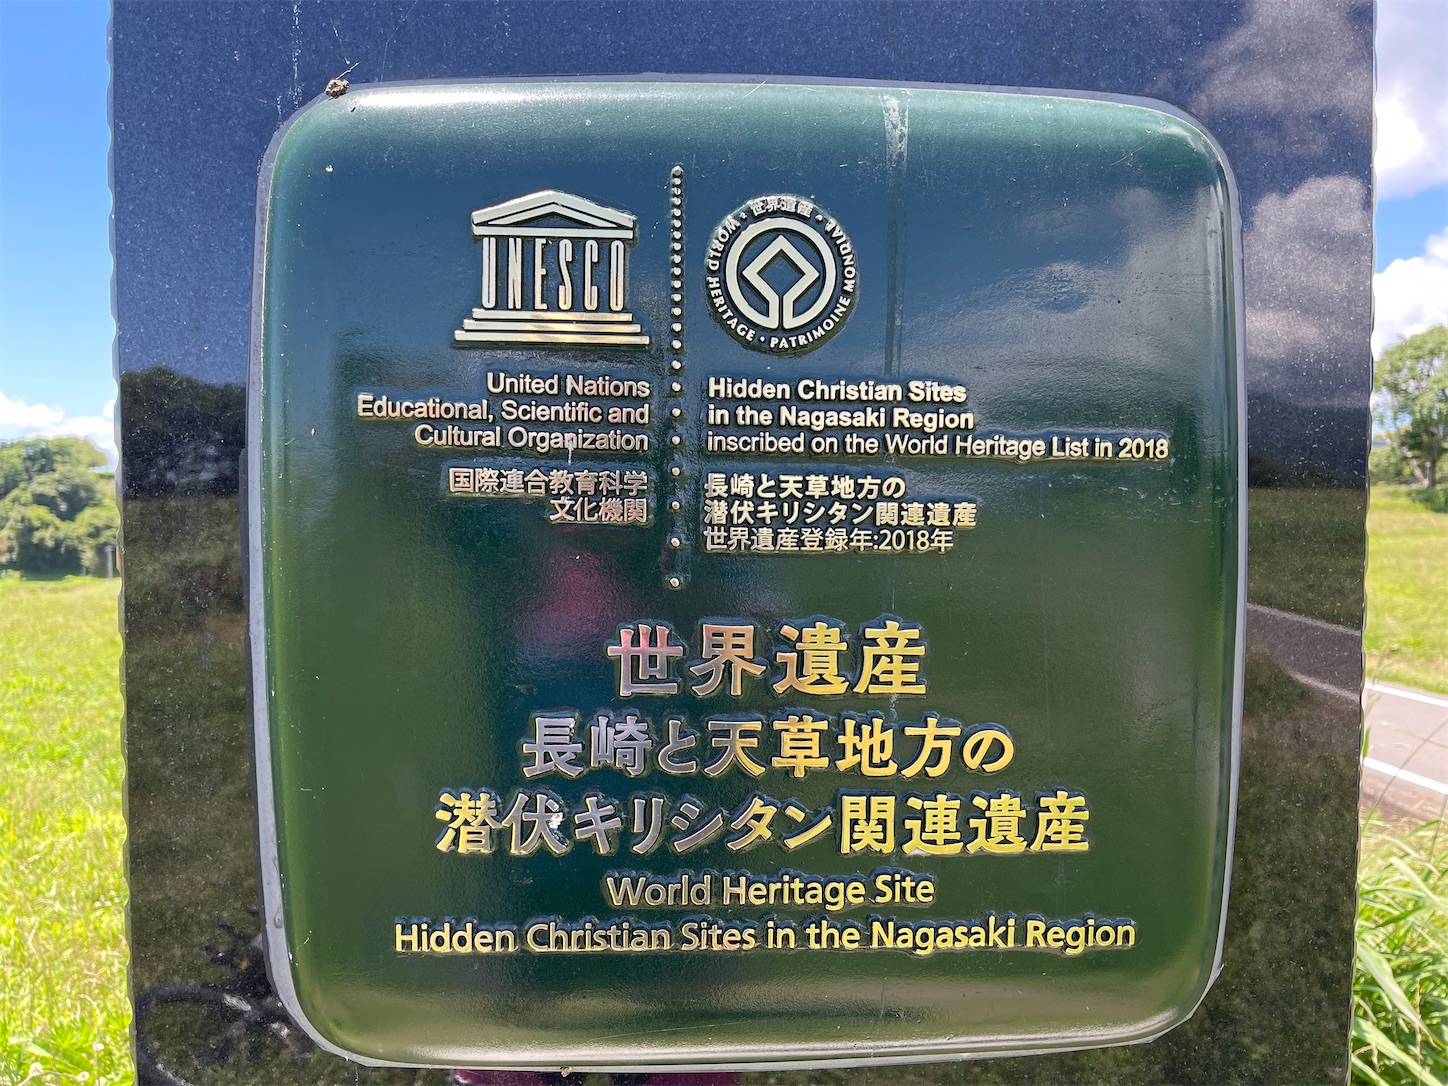 UNESCO
United Nations
Educational, Scientific and
Cultural Organization
国際連合教育科学
文化機関
世界遺産 • WORLD HERITAGE • PATRIMOINE MONDIAL •
Hidden Christian Sites
in the Nagasaki Region
inscribed on the World Heritage List in 2018
長崎と天草地方の
潜伏キリシタン関連遺産
世界遺産登録年:2018年
世界遺産
長崎と天草地方の
潜伏キリシタン関連遺産
World Heritage Site
Hidden Christian Sites in the Nagasaki Region